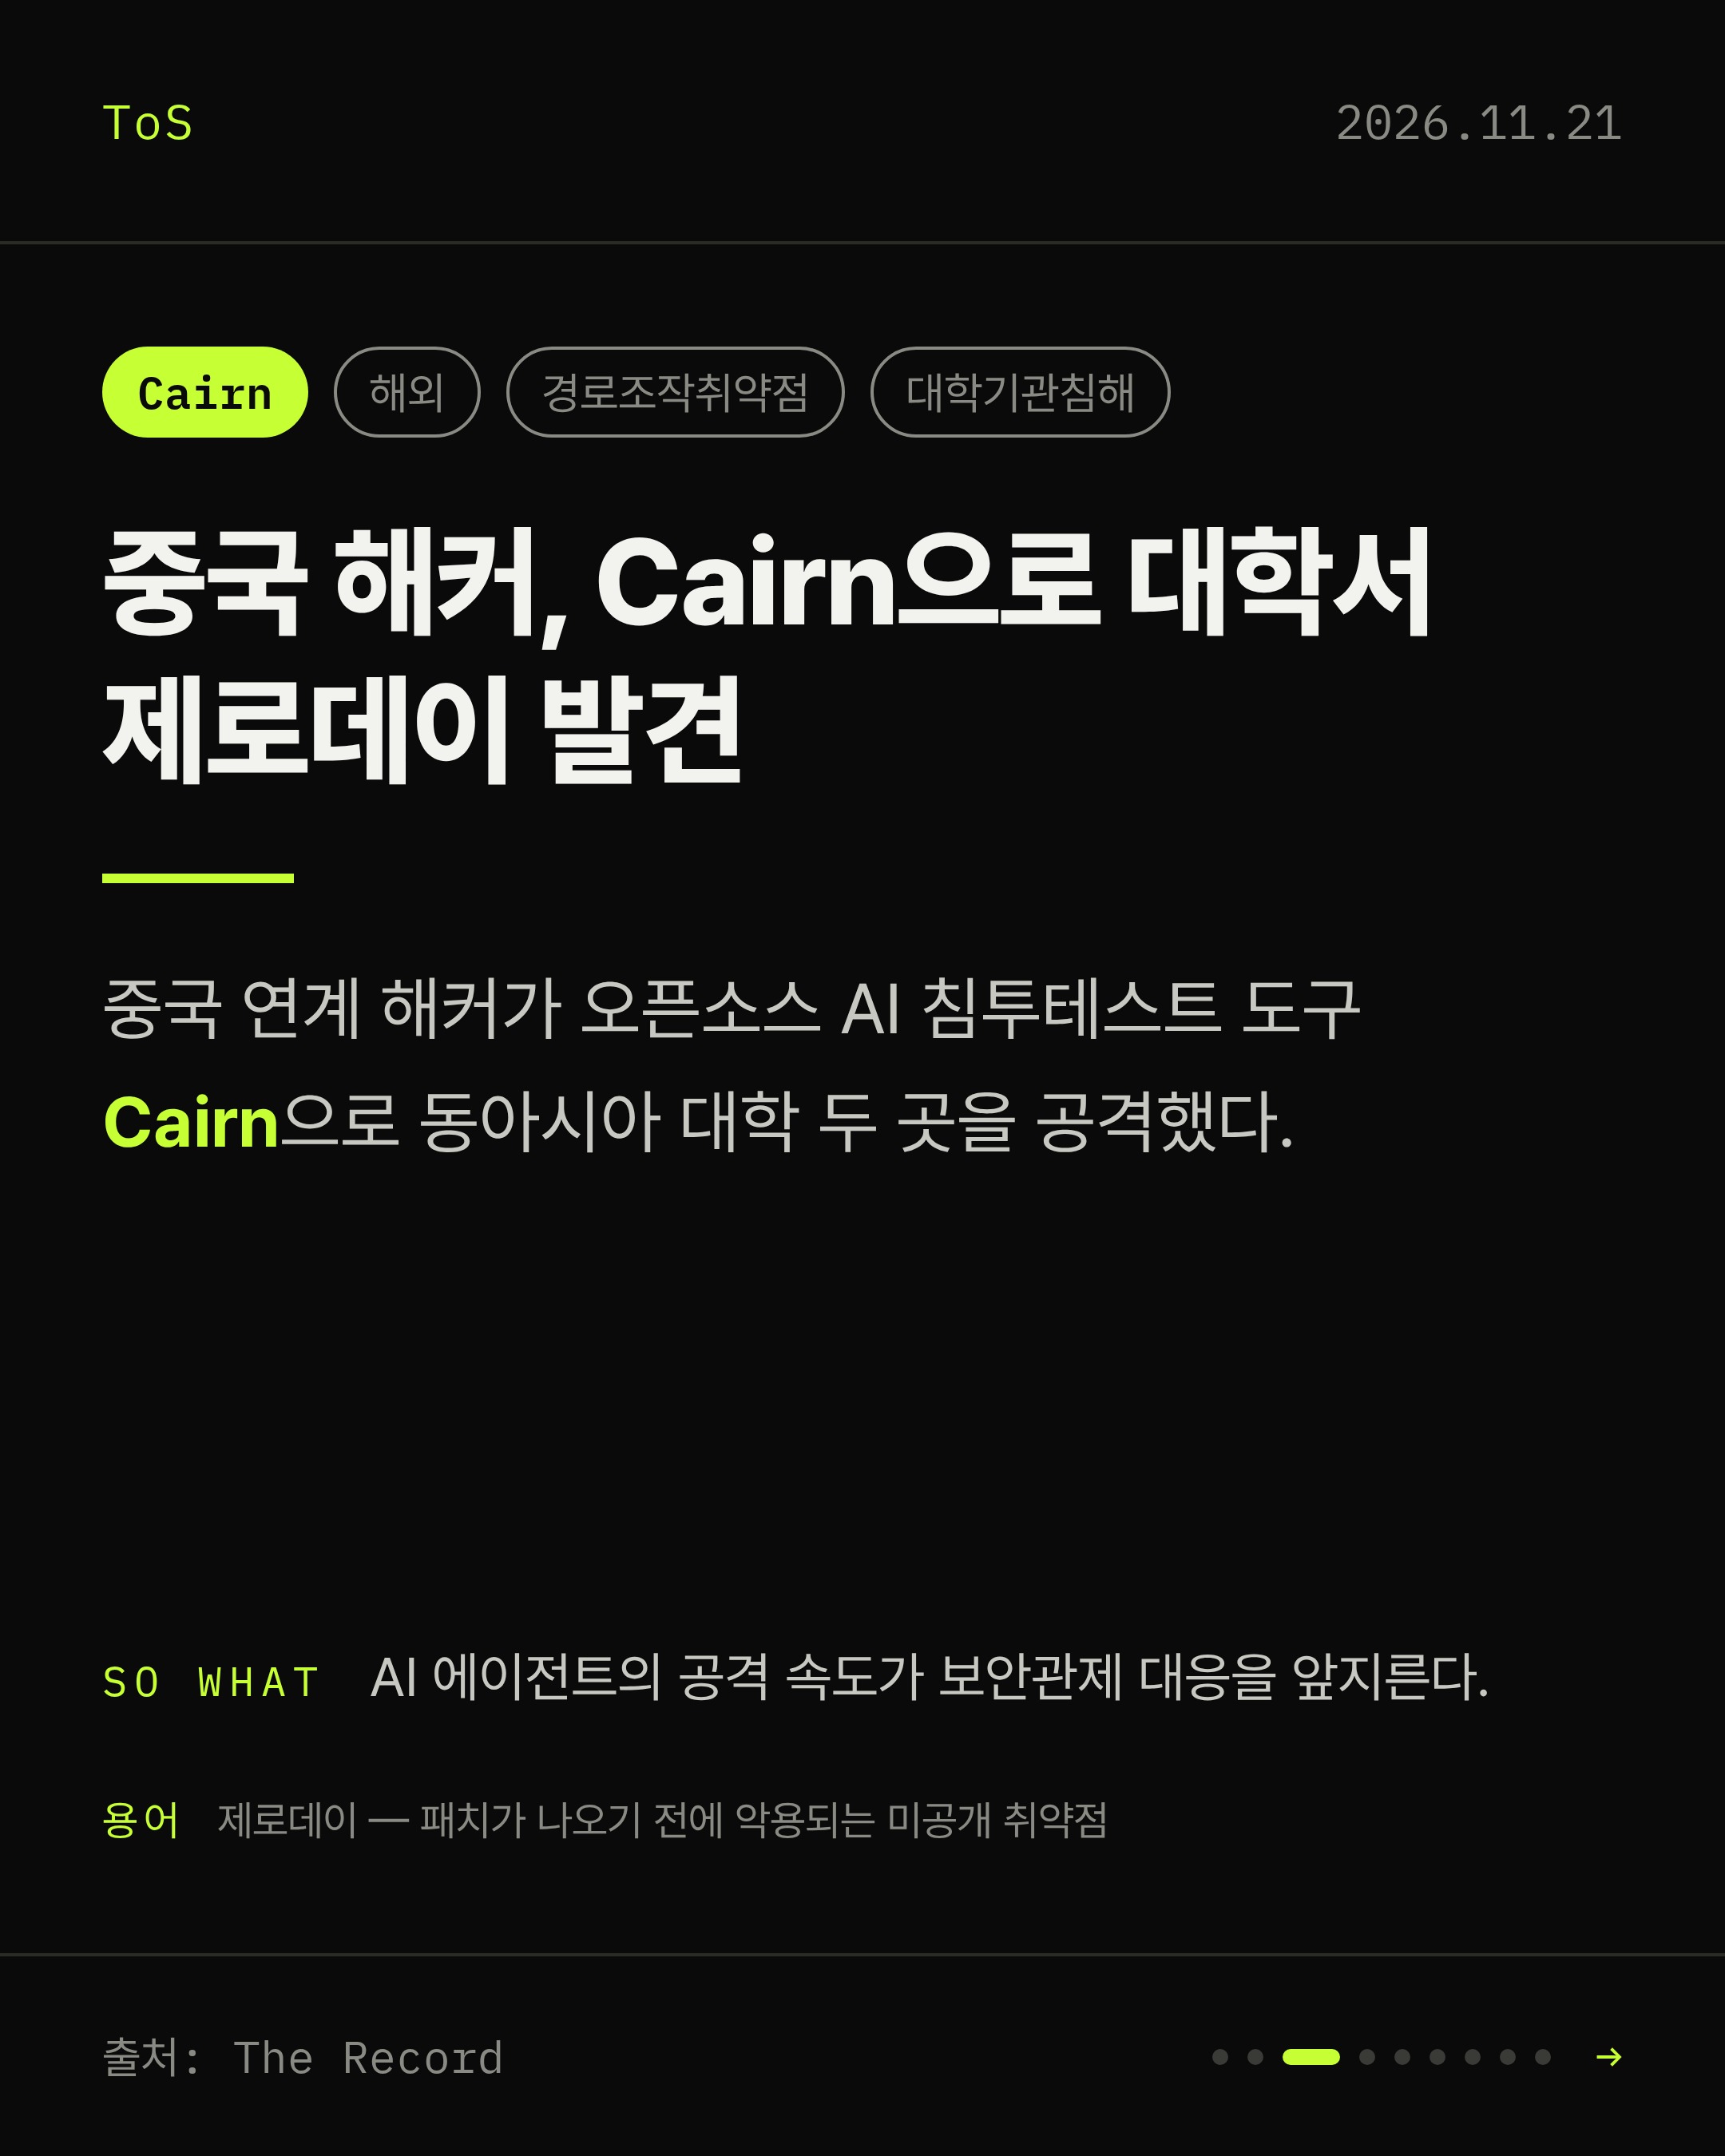 ToS
2026.11.21
Cairn 해외 경로조작취약점 대학기관침해
중국 해커, Cairn으로 대학서
제로데이 발견
중국 연계 해커가 오픈소스 AI 침투테스트 도구
Cairn으로 동아시아 대학 두 곳을 공격했다.
SO WHAT AI 에이전트의 공격 속도가 보안관제 대응을 앞지른다.
용어 제로데이 — 패치가 나오기 전에 악용되는 미공개 취약점
출처: The Record
→